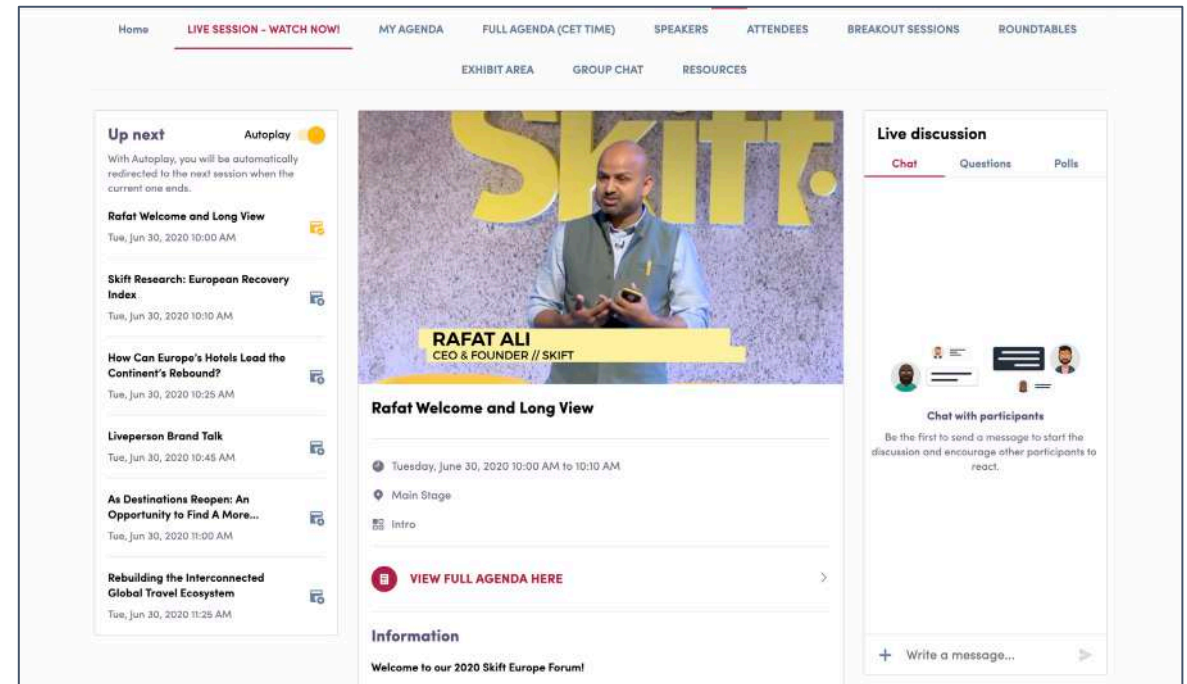 Home LIVE SESSION - WATCH NOW! MY AGENDA FULL AGENDA (CET TIME) SPEAKERS ATTENDEES BREAKOUT SESSIONS ROUNDTABLES
EXHIBIT AREA GROUP CHAT RESOURCES
Up next Autoplay
With Autoplay, you will be automatically
redirected to the next session when the
current one ends.
Rafat Welcome and Long View
Tue, Jun 30, 2020 10:00 AM
Skift Research: European Recovery
Index
Tue, Jun 30, 2020 10:10 AM
How Can Europe's Hotels Lead the
Continent's Rebound?
Tue, Jun 30, 2020 10:25 AM
Liveperson Brand Talk
Tue, Jun 30, 2020 10:45 AM
As Destinations Reopen: An
Opportunity to Find A More...
Tue, Jun 30, 2020 11:00 AM
Rebuilding the Interconnected
Global Travel Ecosystem
Tue, Jun 30, 2020 11:25 AM
Skift.
RAFAT ALI
CEO & FOUNDER // SKIFT
Rafat Welcome and Long View
Tuesday, June 30, 2020 10:00 AM to 10:10 AM
Main Stage
Intro
VIEW FULL AGENDA HERE
Information
Welcome to our 2020 Skift Europe Forum!
Live discussion
Chat Questions Polls
Chat with participants
Be the first to send a message to start the
discussion and encourage other participants to
react.
Write a message...